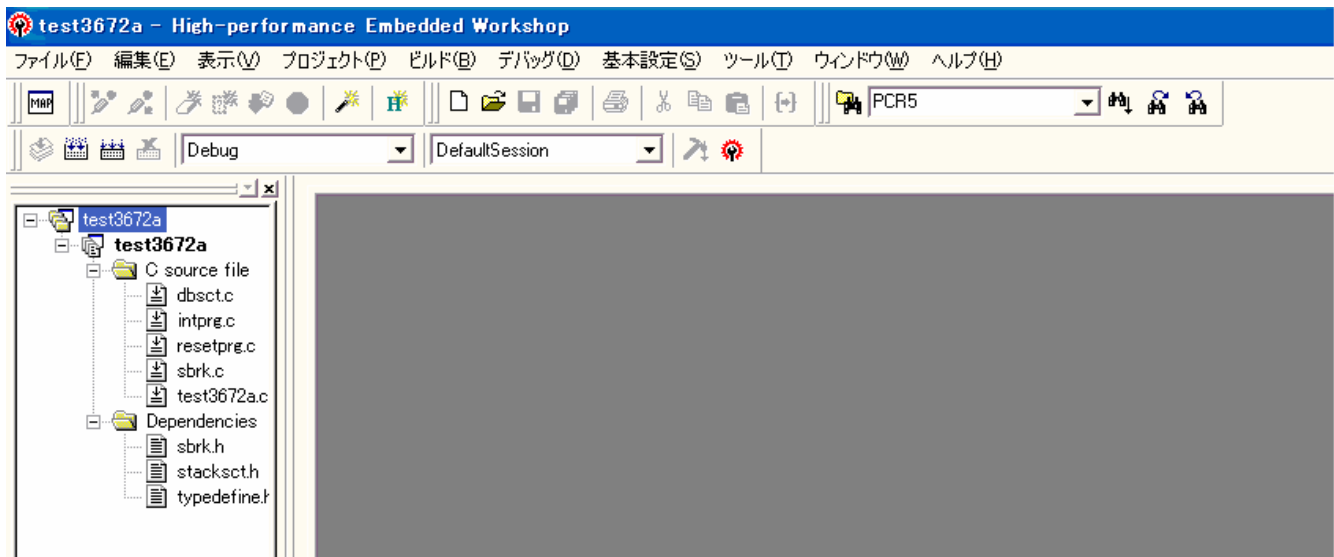 test3672a - High-performance Embedded Workshop
ファイル(F) 編集(E) 表示(V) プロジェクト(P) ビルド(B) デバッグ(D) 基本設定(S) ツール(T) ウィンドウ(W) ヘルプ(H)
MAP PCR5
Debug DefaultSession
test3672a
test3672a
C source file
dbsct.c
intprg.c
resetprg.c
sbrk.c
test3672a.c
Dependencies
sbrk.h
stacksct.h
typedefine.h